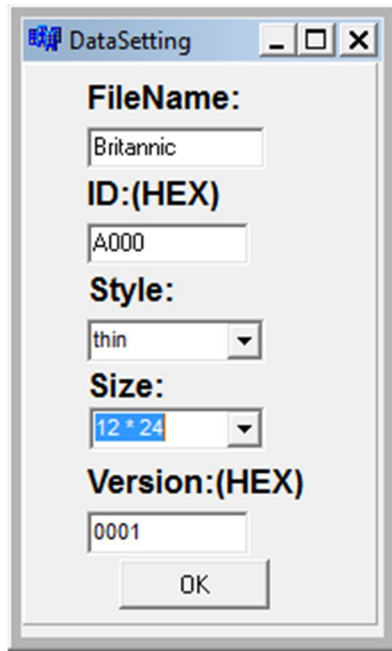 DataSetting
FileName:
Britannic
ID:(HEX)
A000
Style:
thin
Size:
12 * 24
Version:(HEX)
0001
OK